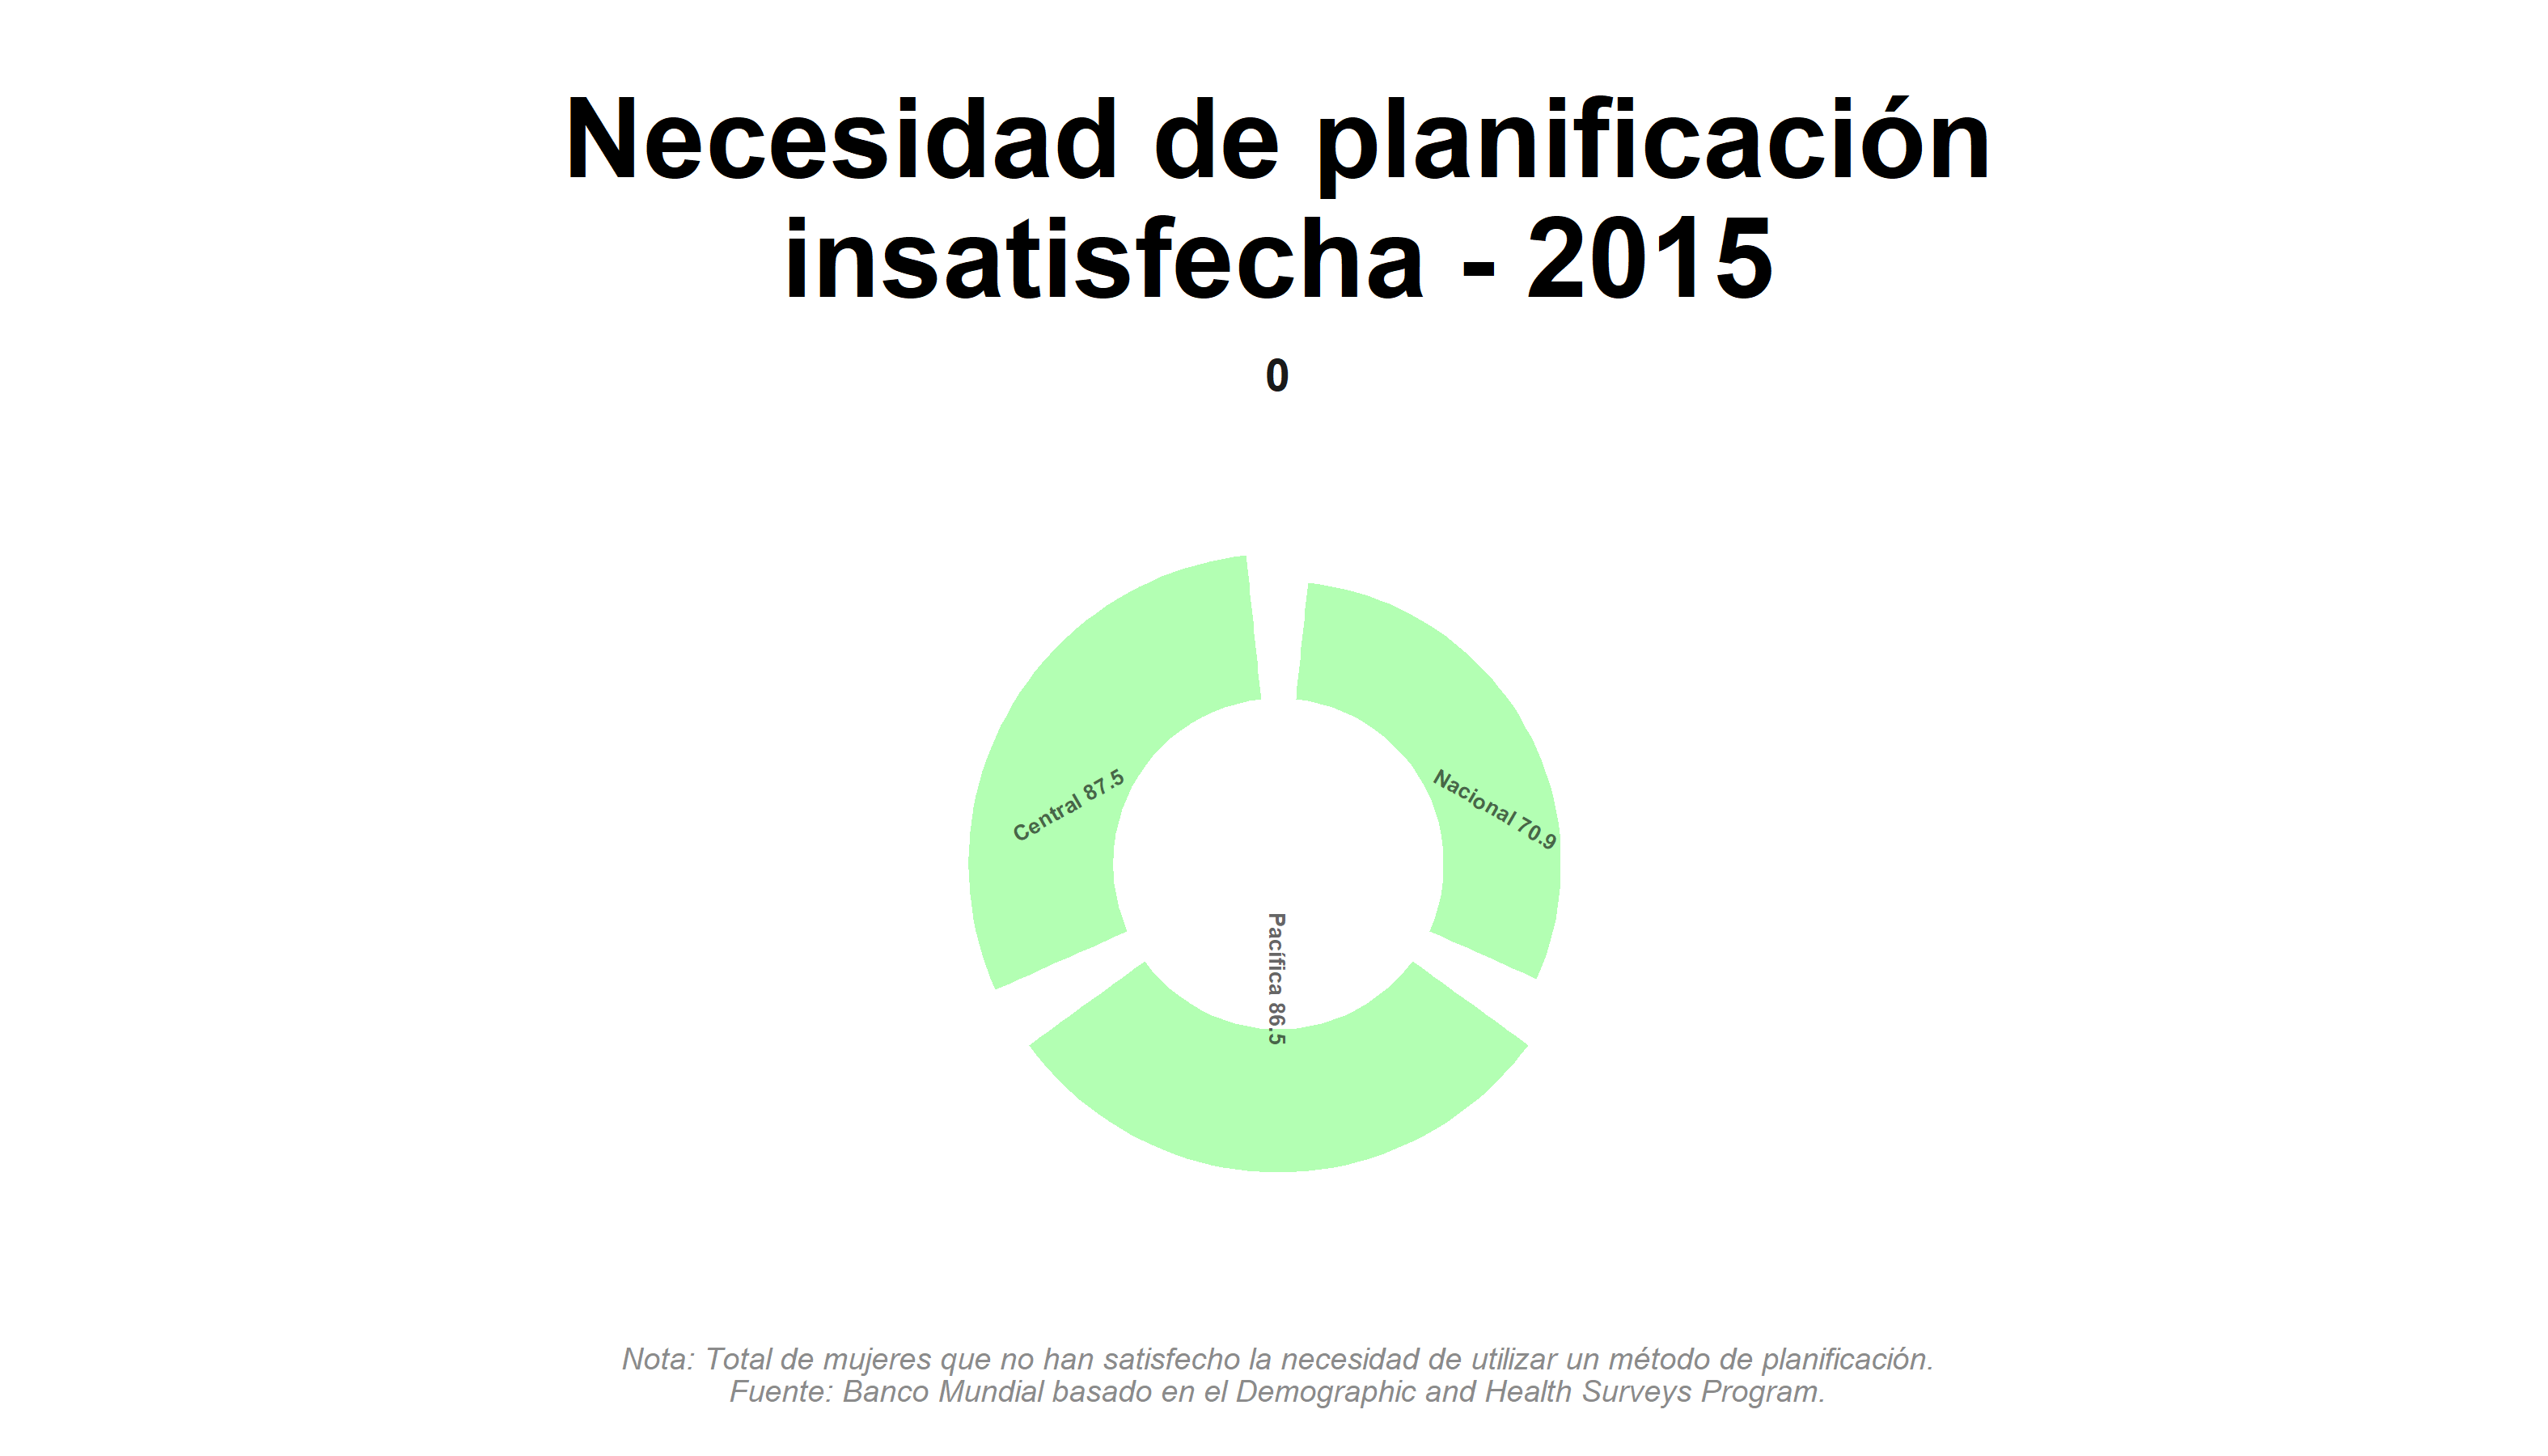 Necesidad de planificación
insatisfecha - 2015
0
Central 87.5
Nacional 70.9
Pacífica 86.5
Nota: Total de mujeres que no han satisfecho la necesidad de utilizar un método de planificación.
Fuente: Banco Mundial basado en el Demographic and Health Surveys Program.